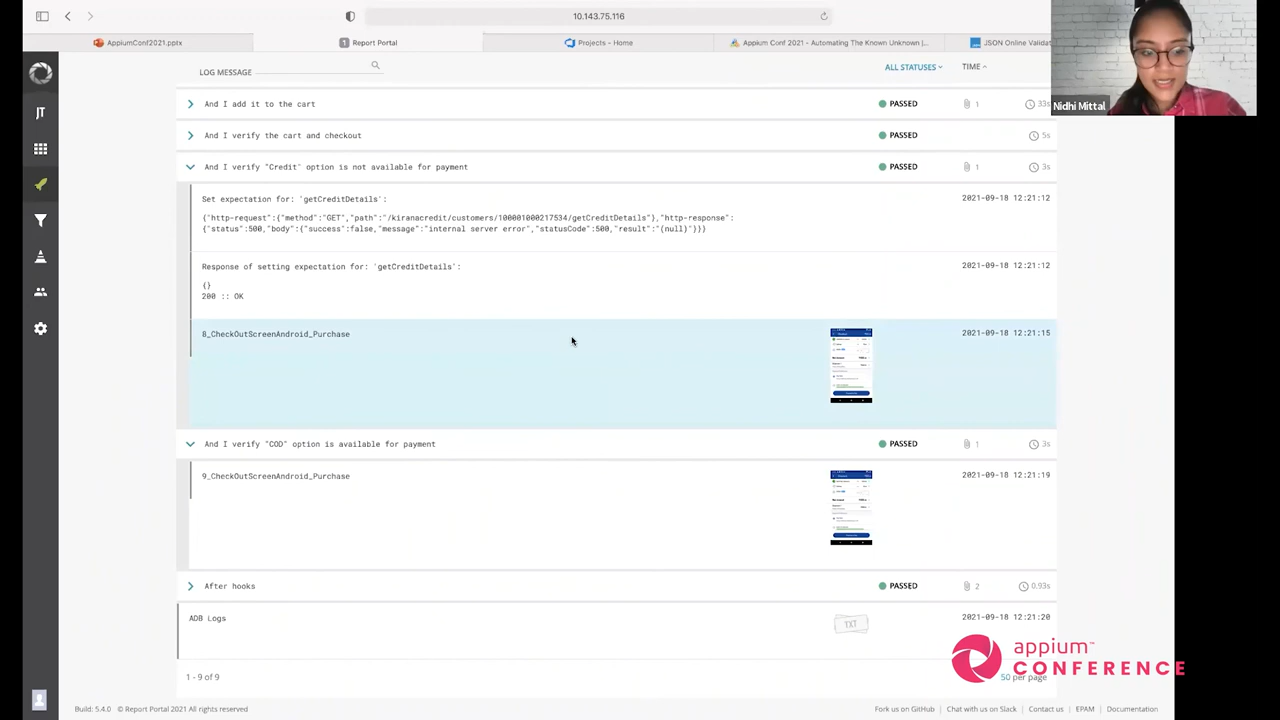 10.143.75.116
AppiumConf2021.pptx
1 Report Portal
Projects - Home
Appium Conf 2021 - Automating The Known Unknown |...
JSON Online Validat
Nidhi Mittal
JT
LOG MESSAGE
ALL STATUSES
TIME
And I add it to the cart
PASSED
1
33s
And I verify the cart and checkout
PASSED
5s
And I verify "Credit" option is not available for payment
PASSED
1
3s
Set expectation for: 'getCreditDetails':
2021-09-18 12:21:12
{'http-request":{"method":"GET","path":"/kiranacredit/customers/100001000217534/getCreditDetails"},"http-response":
{"status":500,"body":{"success":false,"message":"internal server error","statusCode":500,"result":"(null)"}}}
Response of setting expectation for: 'getCreditDetails':
2021-09-18 12:21:12
{}
200 :: OK
8_CheckOutScreenAndroid_Purchase
2021-09-18 12:21:15
And I verify "COD" option is available for payment
PASSED
1
3s
9_CheckOutScreenAndroid_Purchase
2021-09-18 12:21:19
After hooks
PASSED
2
0.93s
ADB Logs
TXT
2021-09-18 12:21:20
appium™
CONFERENCE
1 - 9 of 9
50 per page
Build: 5.4.0 © Report Portal 2021 All rights reserved
Fork us on GitHub | Chat with us on Slack | Contact us | EPAM | Documentation